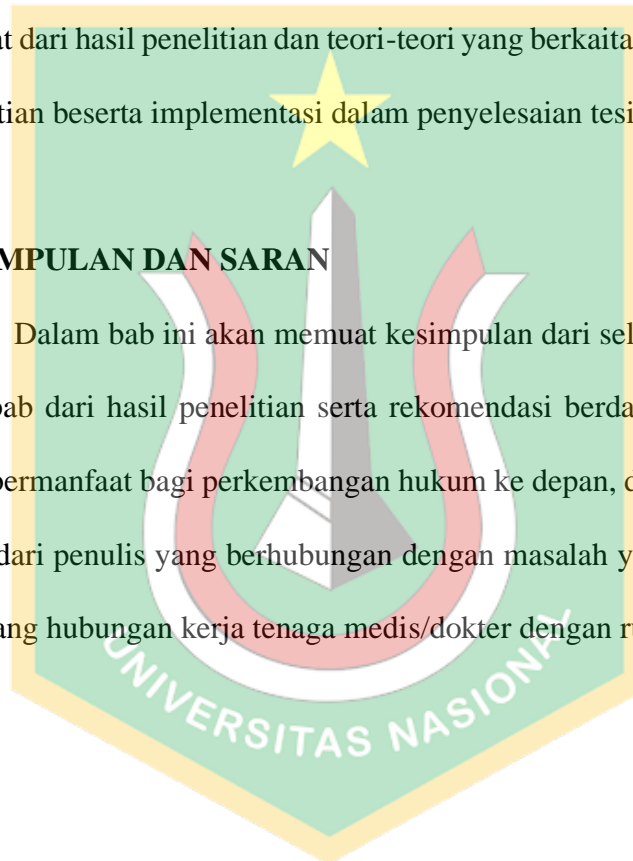 at dari hasil penelitian dan teori-teori yang berkaita
tian beserta implementasi dalam penyelesaian tesi
MPULAN DAN SARAN
Dalam bab ini akan memuat kesimpulan dari sel
bab dari hasil penelitian serta rekomendasi berda
bermanfaat bagi perkembangan hukum ke depan, d
dari penulis yang berhubungan dengan masalah y
ang hubungan kerja tenaga medis/dokter dengan ru
UNIVERSITAS NASIONAL